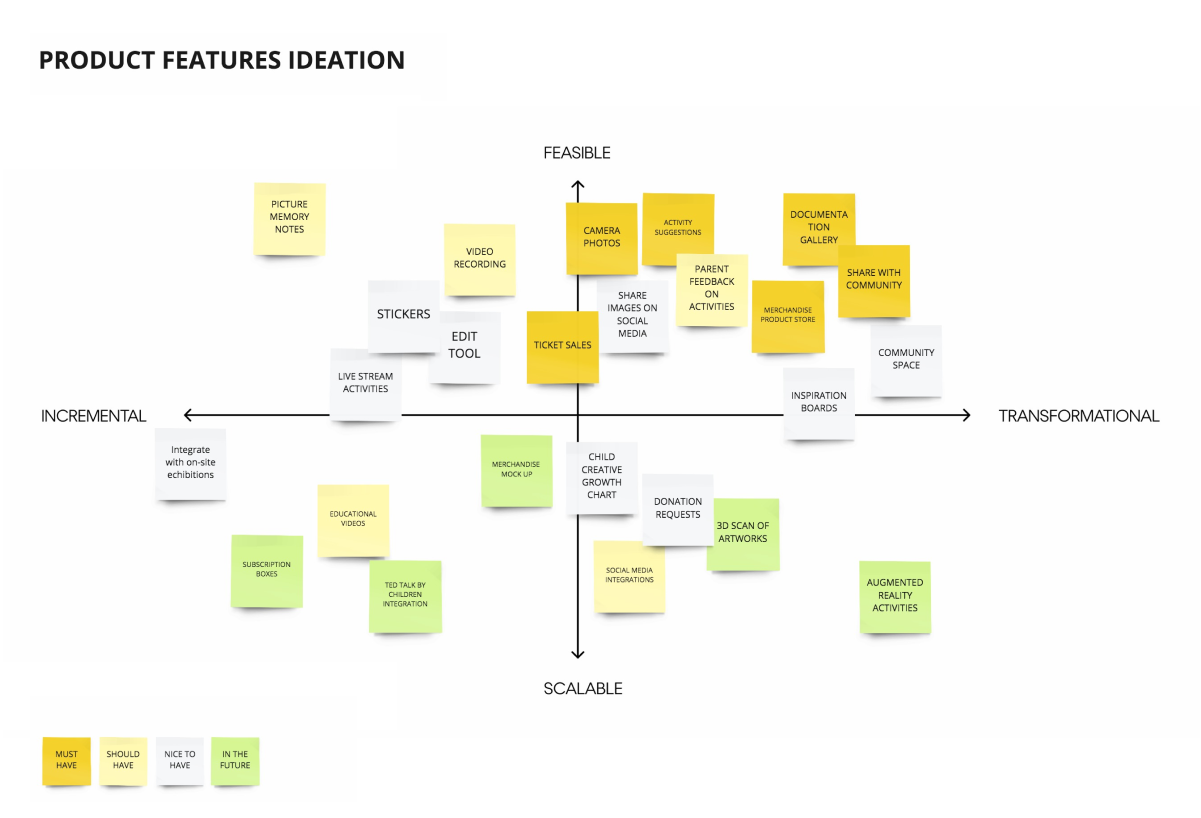 PRODUCT FEATURES IDEATION
FEASIBLE
PICTURE
MEMORY
NOTES
VIDEO
RECORDING
CAMERA
PHOTOS
ACTIVITY
SUGGESTIONS
DOCUMENTA
TION
GALLERY
PARENT
FEEDBACK
ON
ACTIVITIES
SHARE WITH
COMMUNITY
STICKERS
EDIT
TOOL
SHARE
IMAGES ON
SOCIAL
MEDIA
MERCHANDISE
PRODUCT STORE
TICKET SALES
COMMUNITY
SPACE
LIVE STREAM
ACTIVITIES
INSPIRATION
BOARDS
INCREMENTAL
TRANSFORMATIONAL
Integrate
with on-site
echibitions
MERCHANDISE
MOCK UP
CHILD
CREATIVE
GROWTH
CHART
DONATION
REQUESTS
3D SCAN OF
ARTWORKS
EDUCATIONAL
VIDEOS
SUBSCRIPTION
BOXES
TED TALK BY
CHILDREN
INTEGRATION
SOCIAL MEDIA
INTEGRATIONS
AUGMENTED
REALITY
ACTIVITIES
SCALABLE
MUST
HAVE
SHOULD
HAVE
NICE TO
HAVE
IN THE
FUTURE